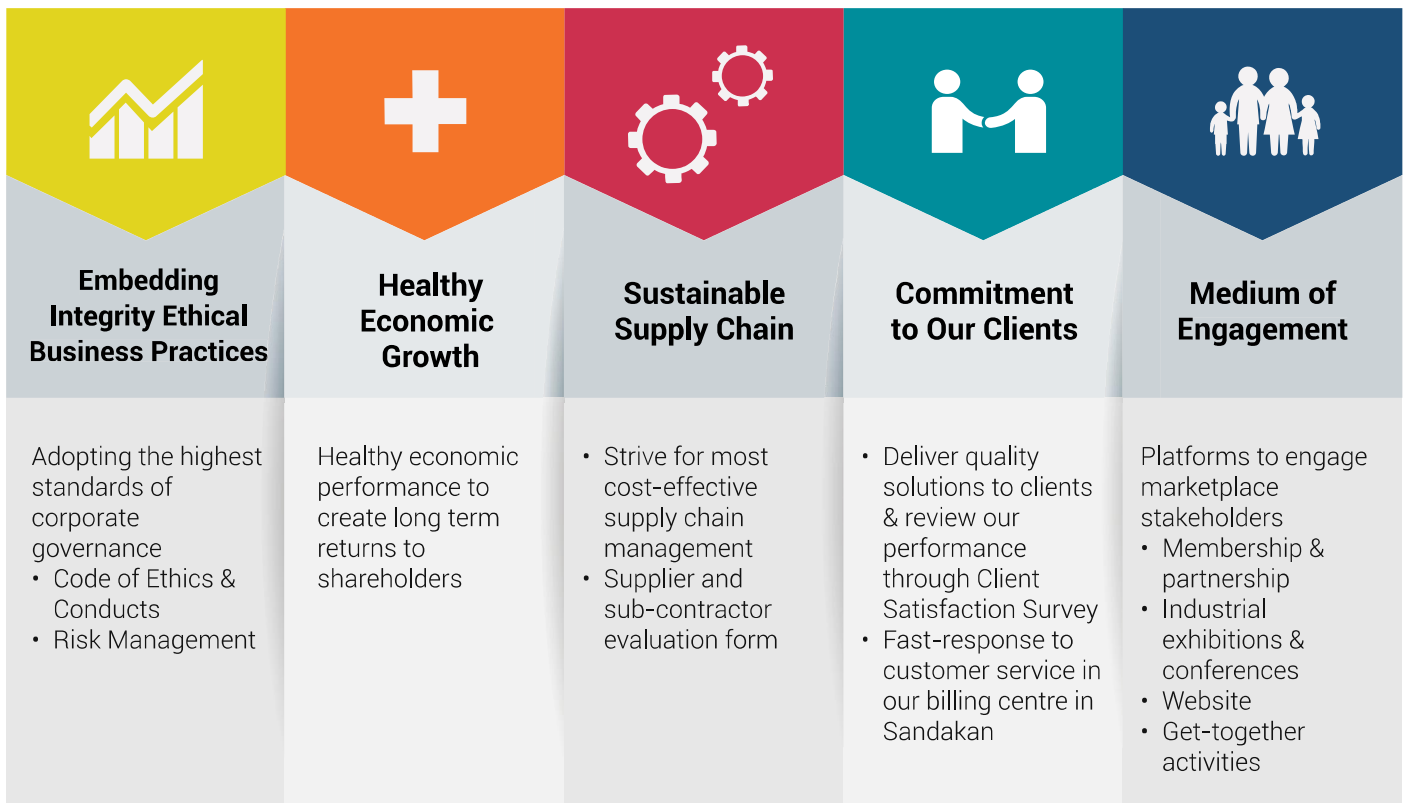 Embedding
Integrity Ethical
Business Practices
Adopting the highest
standards of
corporate
governance
• Code of Ethics &
Conducts
• Risk Management
Healthy
Economic
Growth
Healthy economic
performance to
create long term
returns to
shareholders
Sustainable
Supply Chain
• Strive for most
cost-effective
supply chain
management
• Supplier and
sub-contractor
evaluation form
Commitment
to Our Clients
• Deliver quality
solutions to clients
& review our
performance
through Client
Satisfaction Survey
• Fast-response to
customer service in
our billing centre in
Sandakan
Medium of
Engagement
Platforms to engage
marketplace
stakeholders
• Membership &
partnership
• Industrial
exhibitions &
conferences
• Website
• Get-together
activities